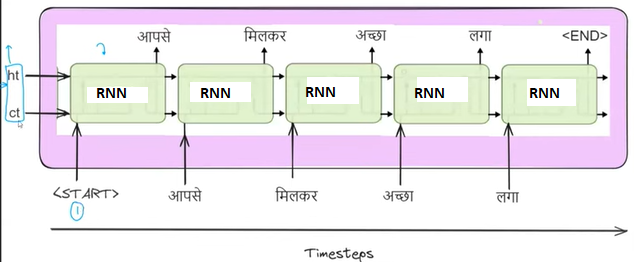 आपसे मिलकर अच्छा लगा <END>
ht
RNN RNN RNN RNN RNN
ct
<START> आपसे मिलकर अच्छा लगा
1
Timesteps